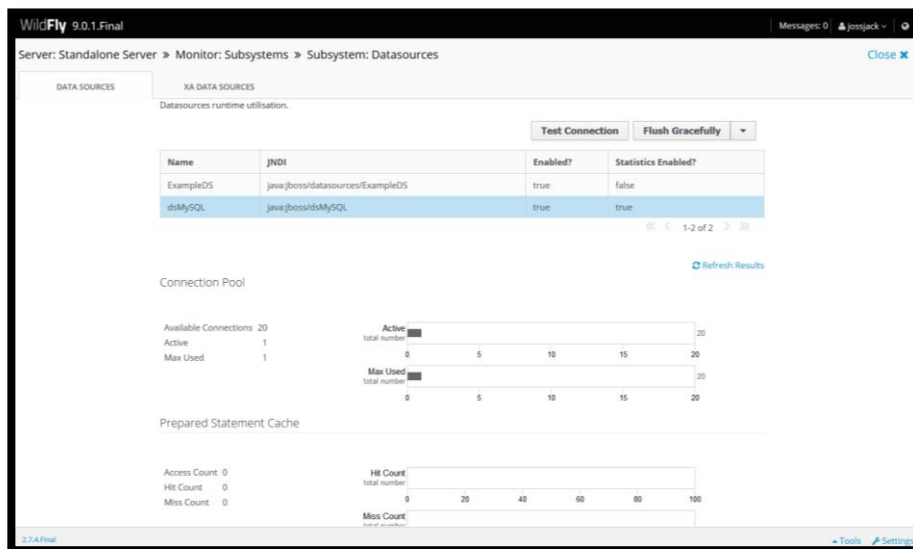 WildFly 9.0.1.Final
Messages: 0 jossjack
Server: Standalone Server » Monitor: Subsystems » Subsystem: Datasources
Close ✖
DATA SOURCES XA DATA SOURCES
Datasources runtime utilisation.
Test Connection Flush Gracefully
Name JNDI Enabled? Statistics Enabled?
ExampleDS java:jboss/datasources/ExampleDS true false
dsMySQL java:jboss/dsMySQL true true
« ‹ 1-2 of 2 › »
Refresh Results
Connection Pool
Available Connections 20
Active 1
Max Used 1
Active
total number
20
0 5 10 15 20
Max Used
total number
20
0 5 10 15 20
Prepared Statement Cache
Access Count 0
Hit Count 0
Miss Count 0
Hit Count
total number
0 20 40 60 80 100
Miss Count
total number
2.7.4.Final
Tools Settings